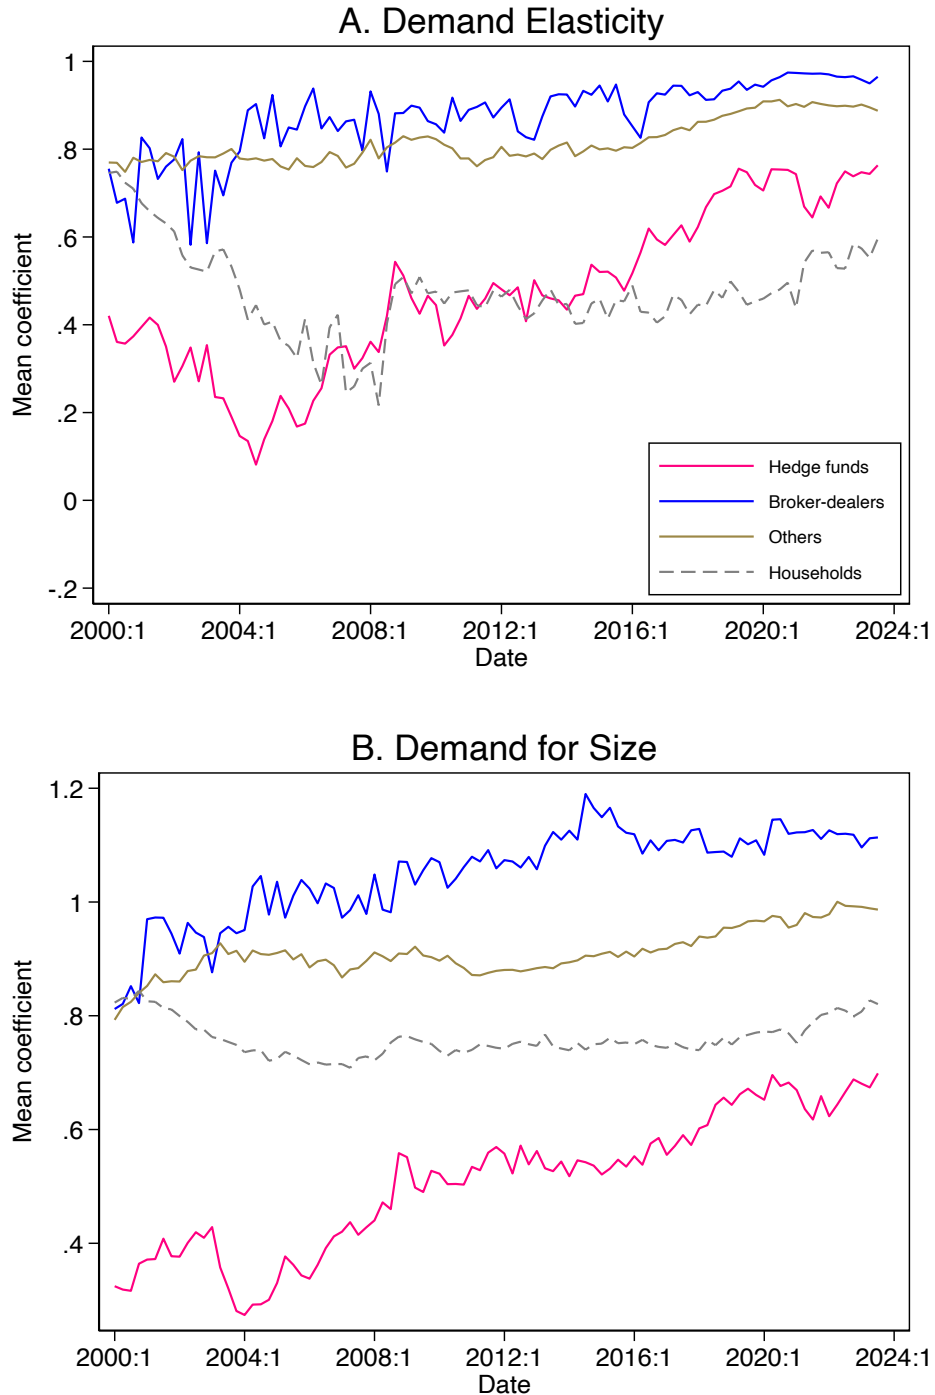 A. Demand Elasticity
Mean coefficient
1
.8
.6
.4
.2
0
-.2
Hedge funds
Broker-dealers
Others
Households
2000:1 2004:1 2008:1 2012:1 2016:1 2020:1 2024:1
Date
B. Demand for Size
Mean coefficient
1.2
1
.8
.6
.4
2000:1 2004:1 2008:1 2012:1 2016:1 2020:1 2024:1
Date